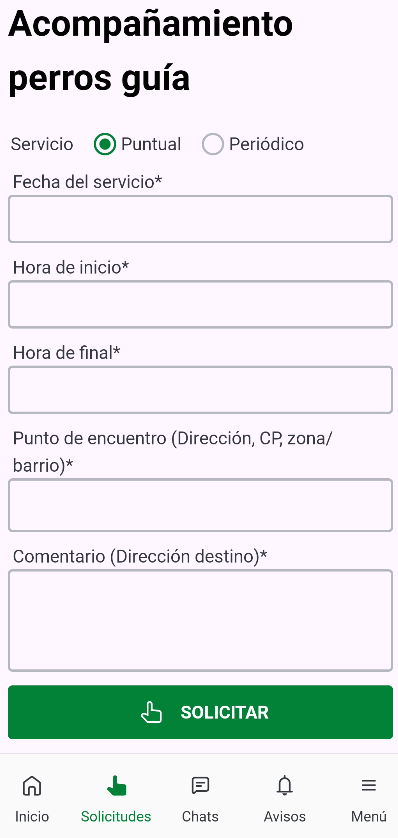 Acompañamiento
perros guía
Servicio Puntual Periódico
Fecha del servicio*
Hora de inicio*
Hora de final*
Punto de encuentro (Dirección, CP, zona/
barrio)*
Comentario (Dirección destino)*
SOLICITAR
Inicio Solicitudes Chats Avisos Menú